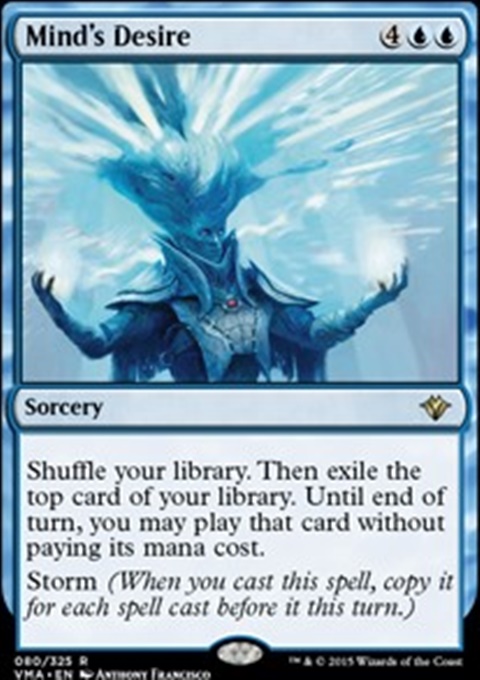 Mind's Desire 4
Sorcery
Shuffle your library. Then exile the
top card of your library. Until end of
turn, you may play that card without
paying its mana cost.
Storm (When you cast this spell, copy it
for each spell cast before it this turn.)
080/325 R
VMA • EN Anthony Francisco
™ & © 2015 Wizards of the Coast